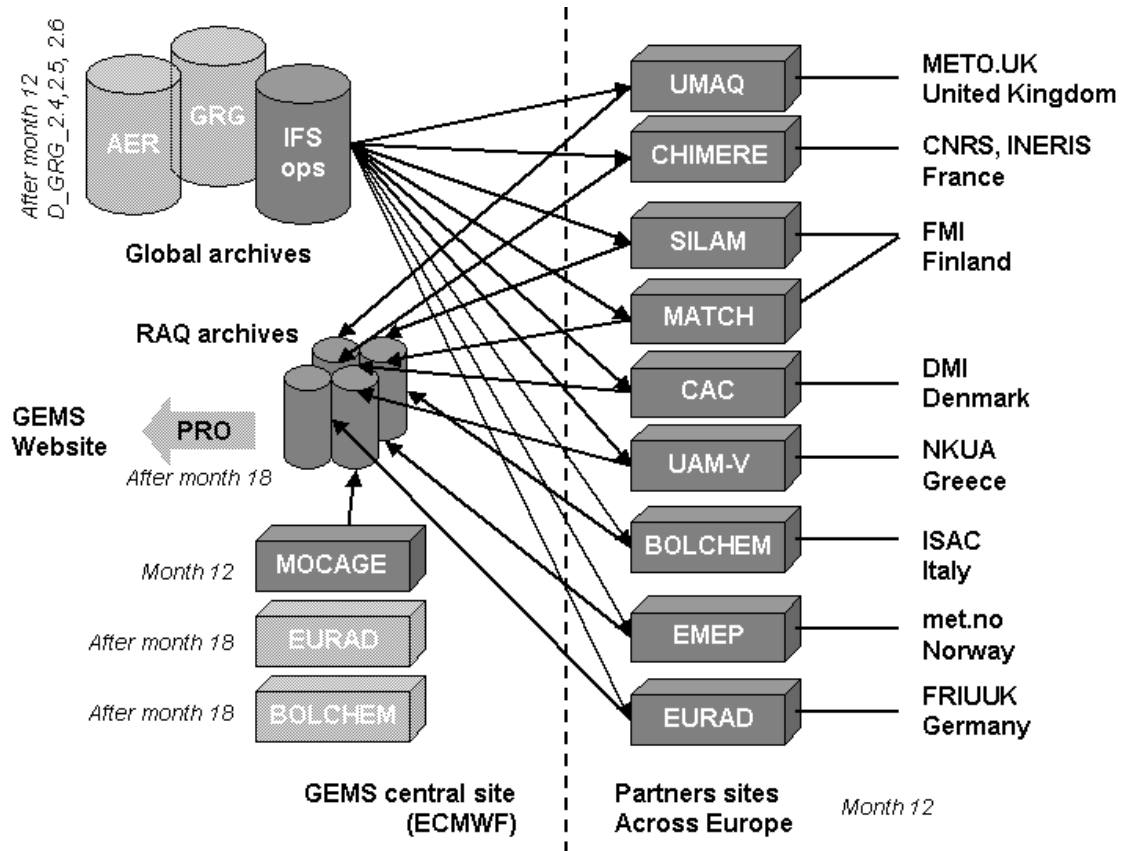 After month 12
D_GRG_2.4,2.5, 2.6
AER
GRG
IFS
ops
Global archives
RAQ archives
GEMS
Website
PRO
After month 18
MOCAGE
Month 12
EURAD
After month 18
BOLCHEM
After month 18
GEMS central site
(ECMWF)
UMAQ
METO.UK
United Kingdom
CHIMERE
CNRS, INERIS
France
SILAM
FMI
Finland
MATCH
CAC
DMI
Denmark
UAM-V
NKUA
Greece
BOLCHEM
ISAC
Italy
EMEP
met.no
Norway
EURAD
FRIUUK
Germany
Partners sites
Across Europe
Month 12